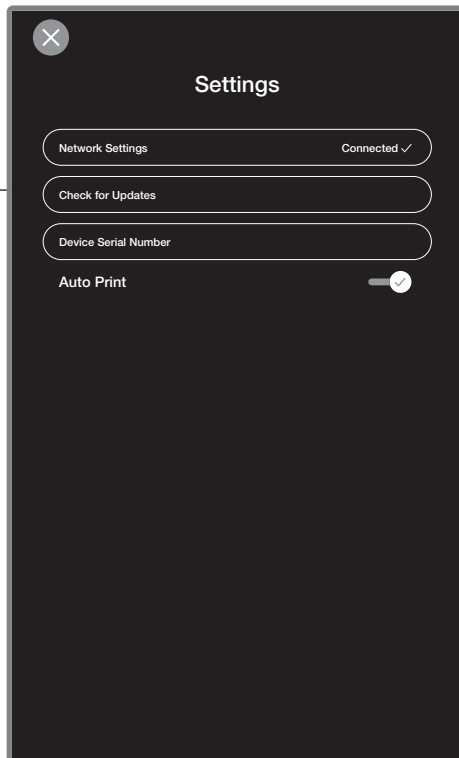 Settings
Network Settings Connected
Check for Updates
Device Serial Number
Auto Print